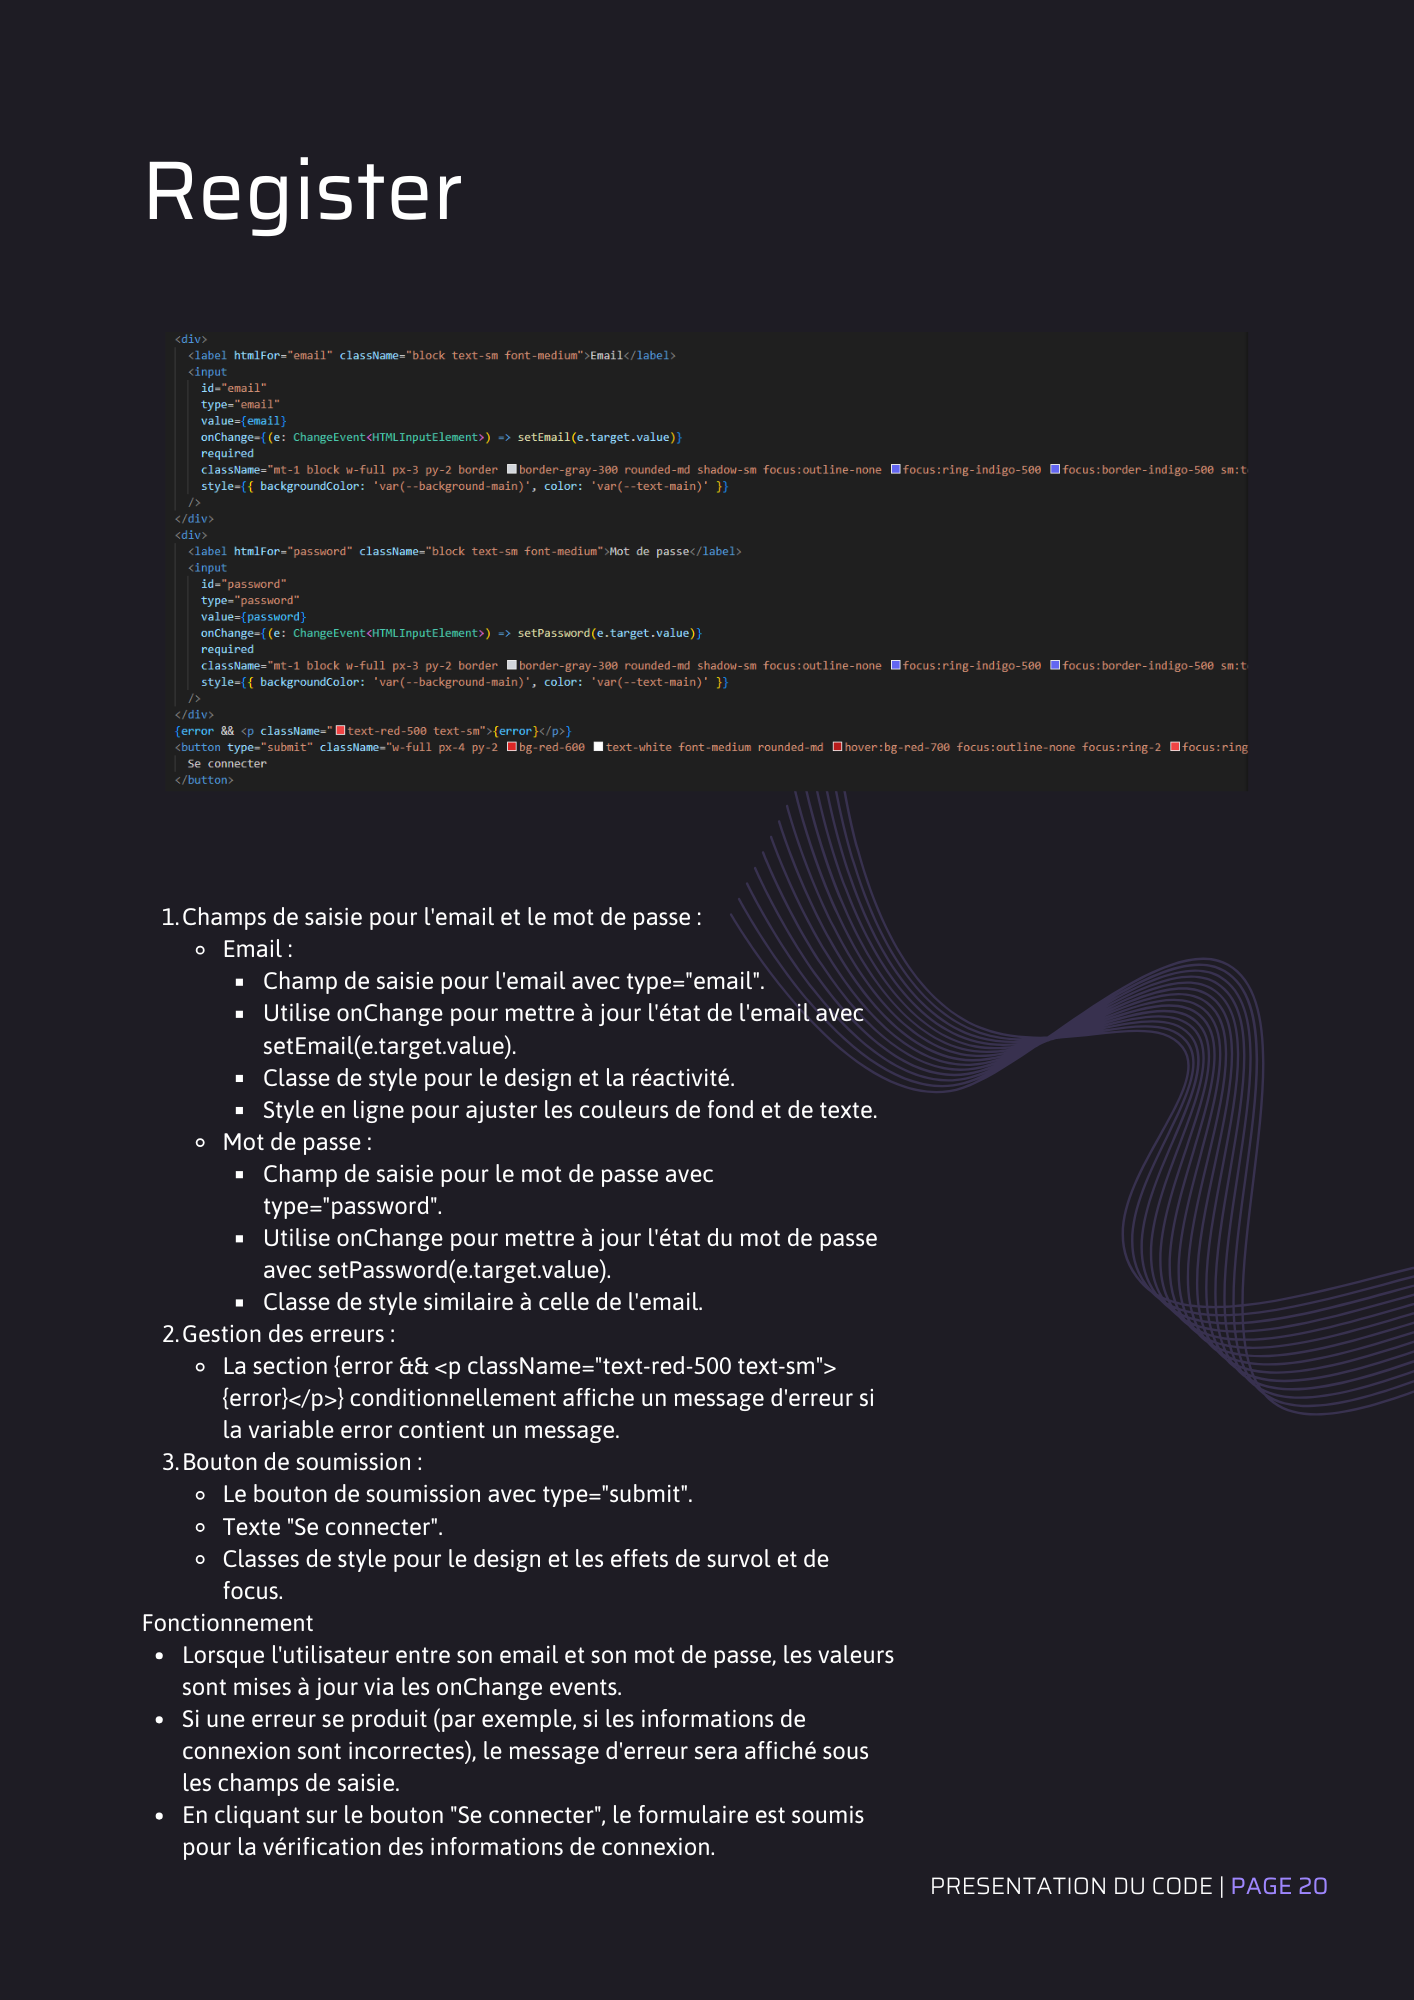 Register
<div>
<label htmlFor="email" className="block text-sm font-medium">Email</label>
<input
id="email"
type="email"
value={email}
onChange={(e: ChangeEvent<HTMLInputElement>) => setEmail(e.target.value)}
required
className="mt-1 block w-full px-3 py-2 border border-gray-300 rounded-md shadow-sm focus:outline-none focus:ring-indigo-500 focus:border-indigo-500 sm:t
style={{ backgroundColor: 'var(--background-main)', color: 'var(--text-main)' }}
/>
</div>
<div>
<label htmlFor="password" className="block text-sm font-medium">Mot de passe</label>
<input
id="password"
type="password"
value={password}
onChange={(e: ChangeEvent<HTMLInputElement>) => setPassword(e.target.value)}
required
className="mt-1 block w-full px-3 py-2 border border-gray-300 rounded-md shadow-sm focus:outline-none focus:ring-indigo-500 focus:border-indigo-500 sm:t
style={{ backgroundColor: 'var(--background-main)', color: 'var(--text-main)' }}
/>
</div>
{error && <p className="text-red-500 text-sm">{error}</p>}
<button type="submit" className="w-full px-4 py-2 bg-red-600 text-white font-medium rounded-md hover:bg-red-700 focus:outline-none focus:ring-2 focus:ring
Se connecter
</button>
1. Champs de saisie pour l'email et le mot de passe :
Email :
Champ de saisie pour l'email avec type="email".
Utilise onChange pour mettre à jour l'état de l'email avec
setEmail(e.target.value).
Classe de style pour le design et la réactivité.
Style en ligne pour ajuster les couleurs de fond et de texte.
Mot de passe :
Champ de saisie pour le mot de passe avec
type="password".
Utilise onChange pour mettre à jour l'état du mot de passe
avec setPassword(e.target.value).
Classe de style similaire à celle de l'email.
2. Gestion des erreurs :
La section {error && <p className="text-red-500 text-sm">
{error}</p>} conditionnellement affiche un message d'erreur si
la variable error contient un message.
3. Bouton de soumission :
Le bouton de soumission avec type="submit".
Texte "Se connecter".
Classes de style pour le design et les effets de survol et de
focus.
Fonctionnement
Lorsque l'utilisateur entre son email et son mot de passe, les valeurs
sont mises à jour via les onChange events.
Si une erreur se produit (par exemple, si les informations de
connexion sont incorrectes), le message d'erreur sera affiché sous
les champs de saisie.
En cliquant sur le bouton "Se connecter", le formulaire est soumis
pour la vérification des informations de connexion.
PRESENTATION DU CODE | PAGE 20